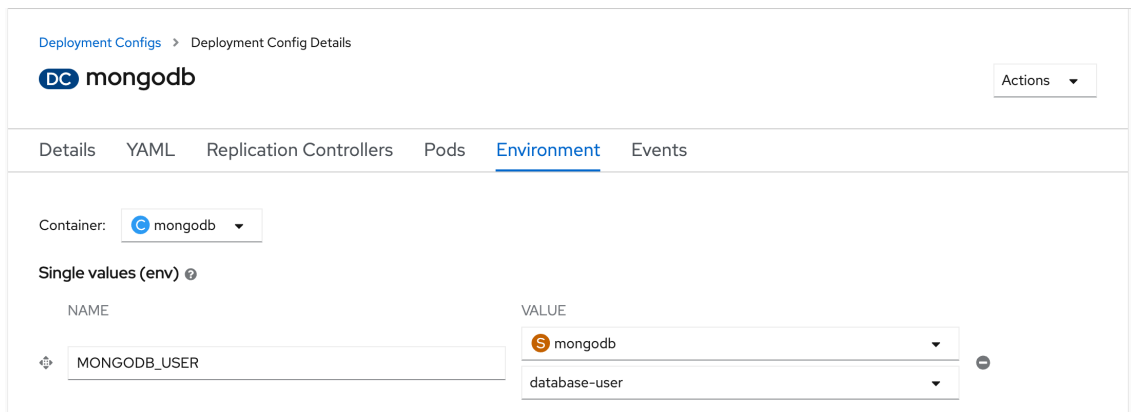 Deployment Configs > Deployment Config Details
DC mongodb
Actions
Details YAML Replication Controllers Pods Environment Events
Container: C mongodb
Single values (env) ?
NAME VALUE
S mongodb
MONGODB_USER
database-user